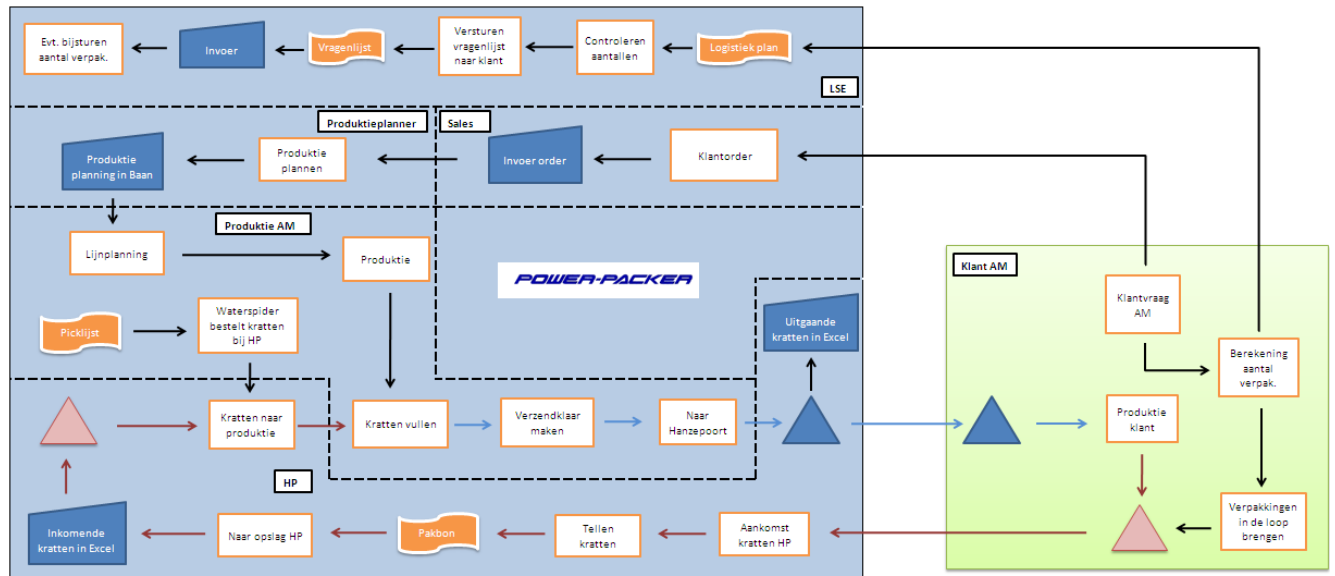 Evt. bijsturen
aantal verpak.
Invoer
Vragenlijst
Versturen
vragenlijst
naar klant
Controleren
aantallen
Logistiek plan
LSE
Produktieplanner
Sales
Produktie
planning in Baan
Produktie
plannen
Invoer order
Klantorder
Produktie AM
Lijnplanning
Produktie
POWER-PACKER
Klant AM
Klantvraag
AM
Picklijst
Waterspider
bestelt kratten
bij HP
Uitgaande
kratten in Excel
Berekening
aantal
verpak.
Kratten naar
produktie
Kratten vullen
Verzendklaar
maken
Naar
Hanzepoort
Produktie
klant
HP
Inkomende
kratten in Excel
Naar opslag HP
Pakbon
Tellen
kratten
Aankomst
kratten HP
Verpakkingen
in de loop
brengen